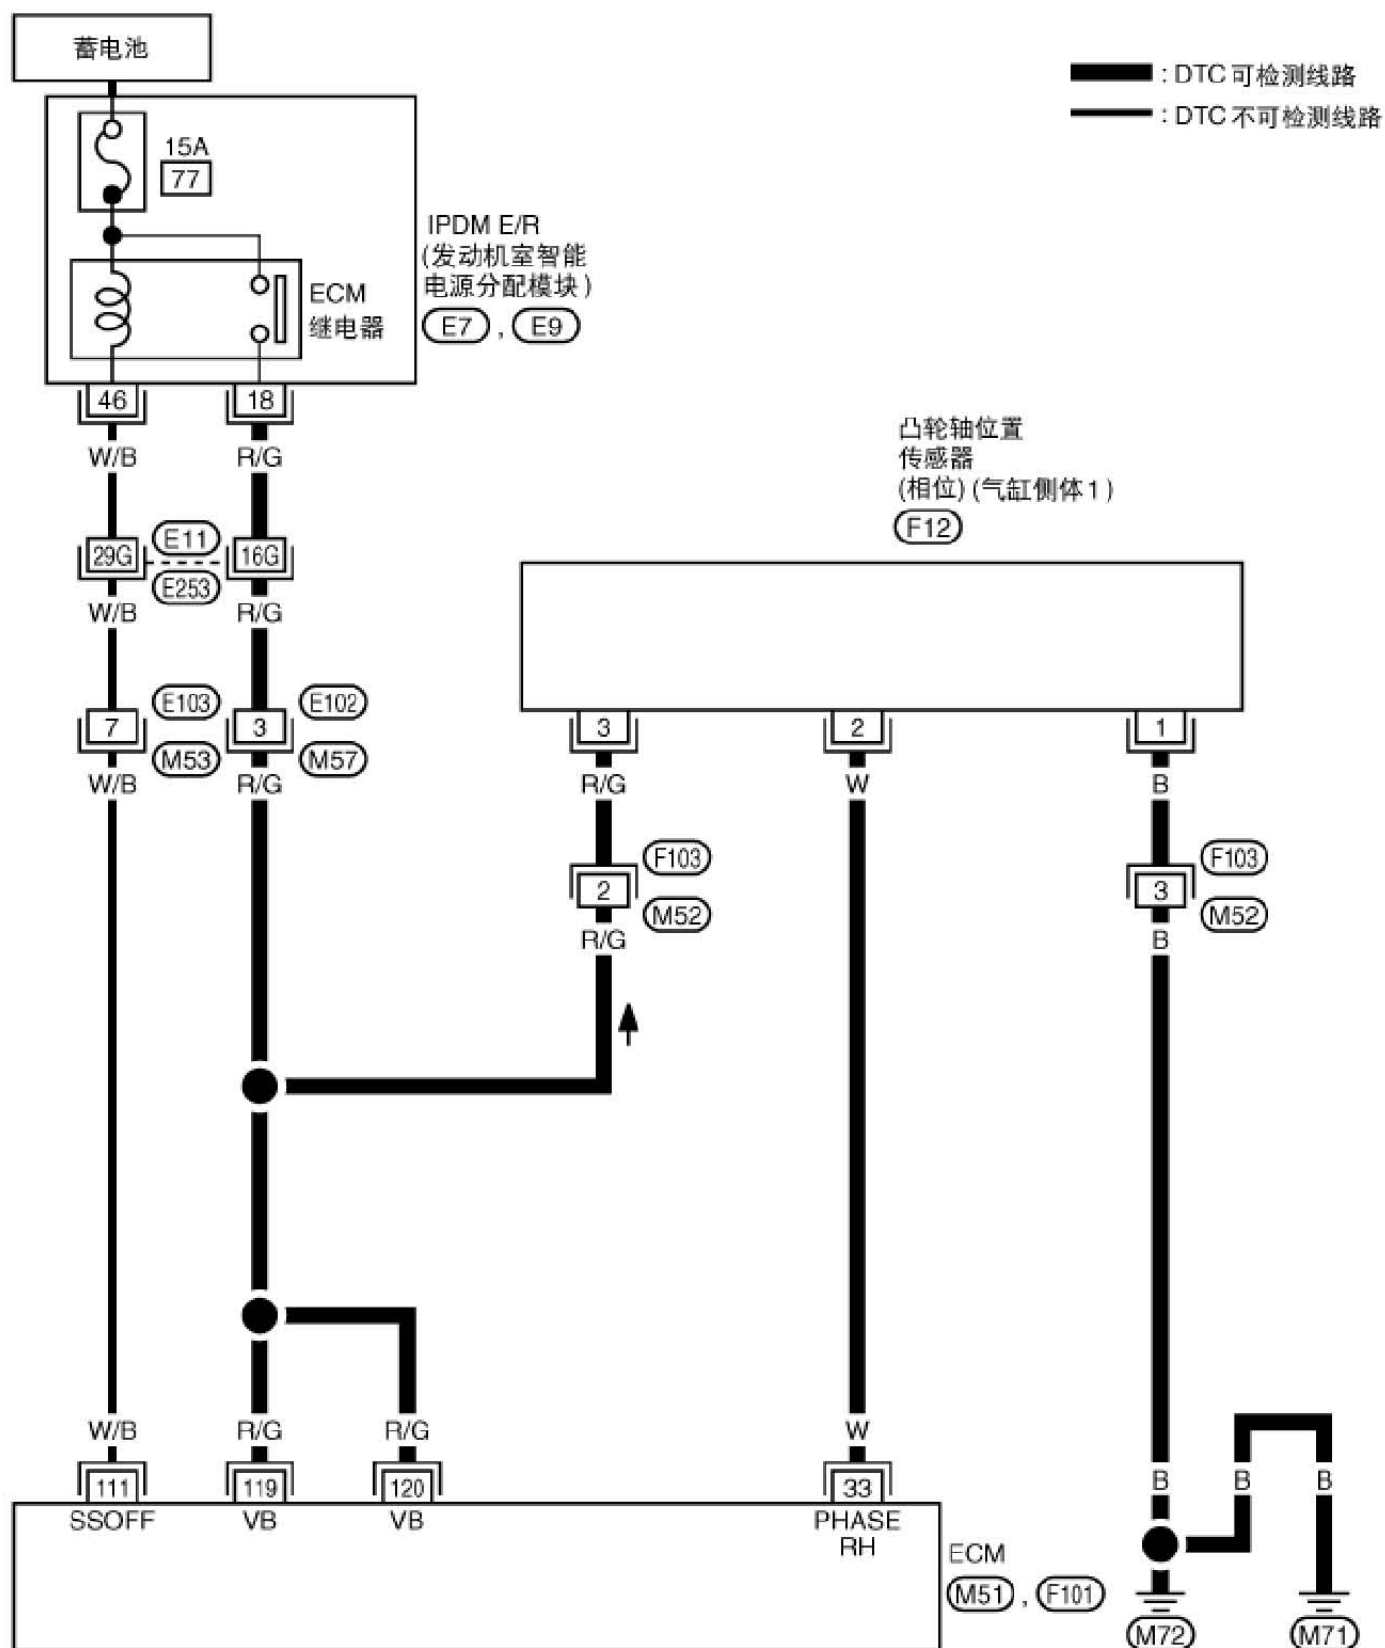 蓄电池
: DTC 可检测线路
: DTC 不可检测线路
15A
77
IPDM E/R
(发动机室智能
电源分配模块)
E7 , E9
ECM
继电器
46 18
W/B R/G
凸轮轴位置
传感器
(相位) (气缸侧体1)
F12
29G E11 16G
E253
W/B R/G
E103 E102
7 3 3 2 1
M53 M57
W/B R/G R/G W B
F103 F103
2 3
M52 M52
R/G B
W/B R/G R/G W
B B B
111 119 120 33
SSOFF VB VB PHASE
RH
ECM
M51 , F101
M72 M71